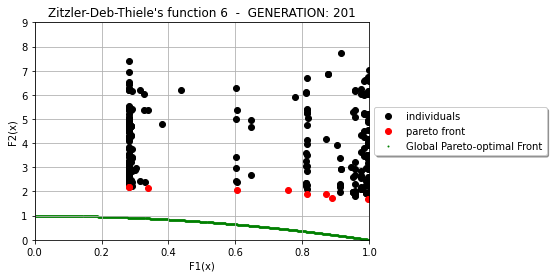 Zitzler-Deb-Thiele's function 6 - GENERATION: 201
9
8
7
6
5
4
3
2
1
0
F2(x)
0.0 0.2 0.4 0.6 0.8 1.0
F1(x)
individuals
pareto front
Global Pareto-optimal Front